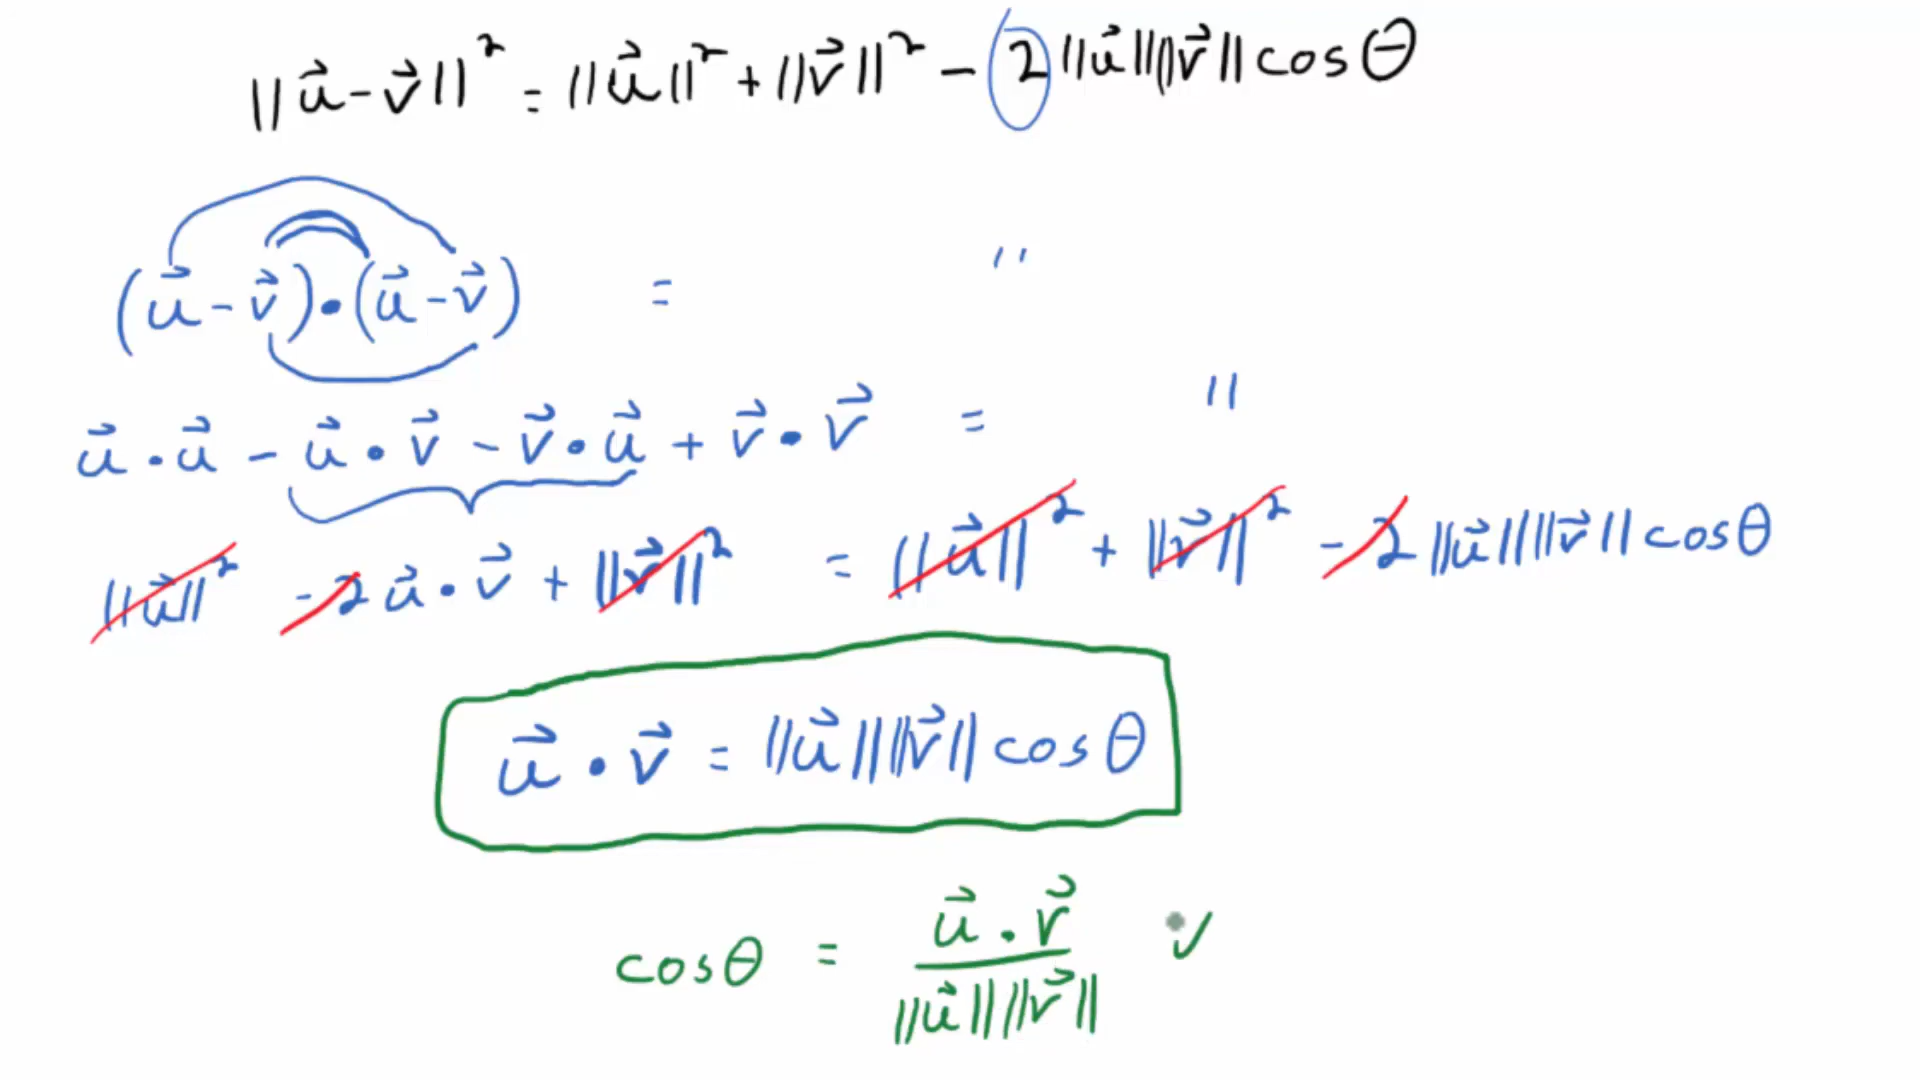 ||u⃗ - v⃗||² = ||u⃗||² + ||v⃗||² - 2 ||u⃗|| ||v⃗|| cos θ
(u⃗ - v⃗) • (u⃗ - v⃗) = "
u⃗ • u⃗ - u⃗ • v⃗ - v⃗ • u⃗ + v⃗ • v⃗ = "
||u⃗||² - 2 u⃗ • v⃗ + ||v⃗||² = ||u⃗||² + ||v⃗||² - 2 ||u⃗|| ||v⃗|| cos θ
u⃗ • v⃗ = ||u⃗|| ||v⃗|| cos θ
cos θ = u⃗ • v⃗ / ||u⃗|| ||v⃗|| ✓